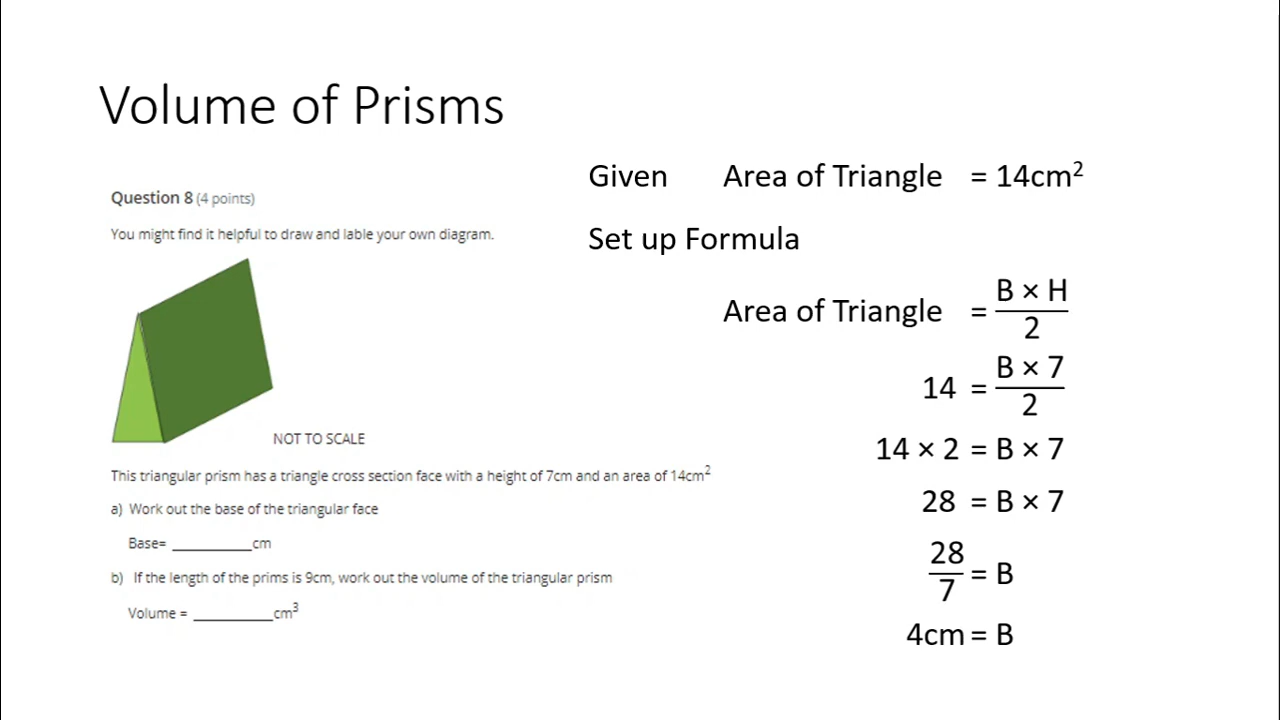 Volume of Prisms
Question 8 (4 points)
You might find it helpful to draw and lable your own diagram.
NOT TO SCALE
This triangular prism has a triangle cross section face with a height of 7cm and an area of 14cm²
a) Work out the base of the triangular face
Base= __________cm
b) If the length of the prims is 9cm, work out the volume of the triangular prism
Volume = __________cm³
Given Area of Triangle = 14cm²
Set up Formula
Area of Triangle = B × H / 2
14 = B × 7 / 2
14 × 2 = B × 7
28 = B × 7
28 / 7 = B
4cm = B